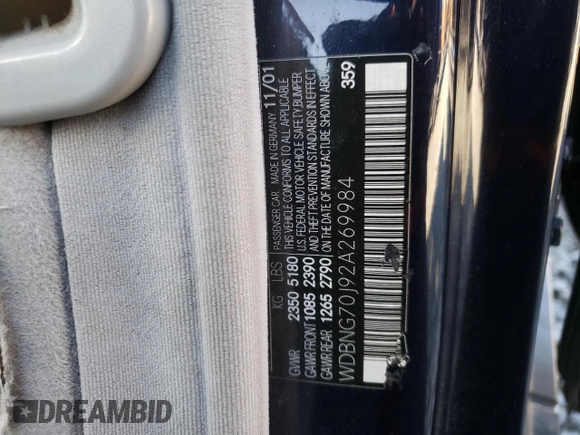 PASSENGER CAR MADE IN GERMANY 11/01
THIS VEHICLE CONFORMS TO ALL APPLICABLE
U.S. FEDERAL MOTOR VEHICLE SAFETY, BUMPER
AND THEFT PREVENTION STANDARDS IN EFFECT
ON THE DATE OF MANUFACTURE SHOWN ABOVE
359
KG LBS
GVWR 2350 5180
GAWR FRONT 1085 2390
GAWR REAR 1265 2790
WDBNG70J92A269984
DREAMBID